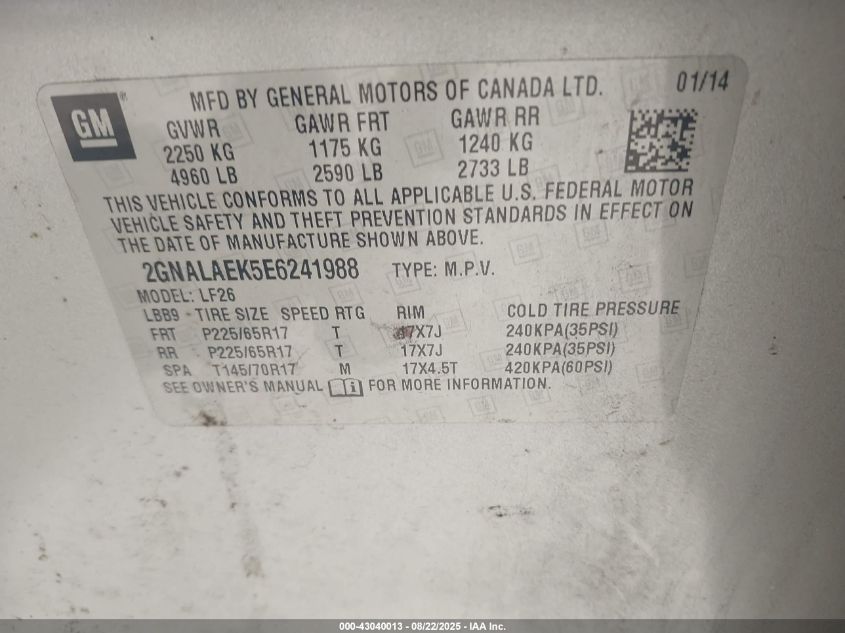 GM
MFD BY GENERAL MOTORS OF CANADA LTD. 01/14
GVWR GAWR FRT GAWR RR
2250 KG 1175 KG 1240 KG
4960 LB 2590 LB 2733 LB
THIS VEHICLE CONFORMS TO ALL APPLICABLE U.S. FEDERAL MOTOR
VEHICLE SAFETY AND THEFT PREVENTION STANDARDS IN EFFECT ON
THE DATE OF MANUFACTURE SHOWN ABOVE.
2GNALAEK5E6241988 TYPE: M.P.V.
MODEL: LF26
LBB9 - TIRE SIZE SPEED RTG RIM COLD TIRE PRESSURE
FRT P225/65R17 T 17X7J 240KPA(35PSI)
RR P225/65R17 T 17X7J 240KPA(35PSI)
SPA T145/70R17 M 17X4.5T 420KPA(60PSI)
SEE OWNER'S MANUAL FOR MORE INFORMATION.
000-43040013 - 08/22/2025 - IAA Inc.